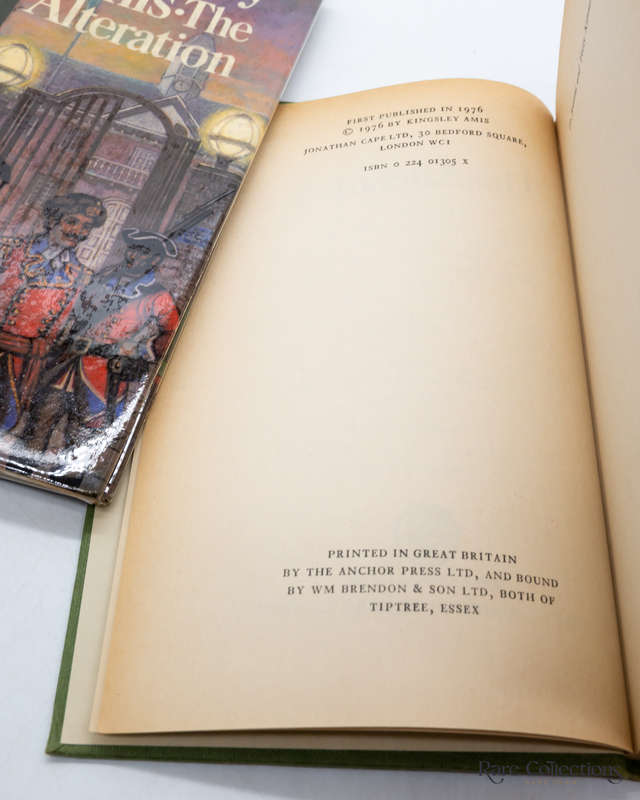 The
Alteration
FIRST PUBLISHED IN 1976
© 1976 BY KINGSLEY AMIS
JONATHAN CAPE LTD, 30 BEDFORD SQUARE,
LONDON WC1
ISBN 0 224 01305 X
PRINTED IN GREAT BRITAIN
BY THE ANCHOR PRESS LTD, AND BOUND
BY WM BRENDON & SON LTD, BOTH OF
TIPTREE, ESSEX
Rare Collections